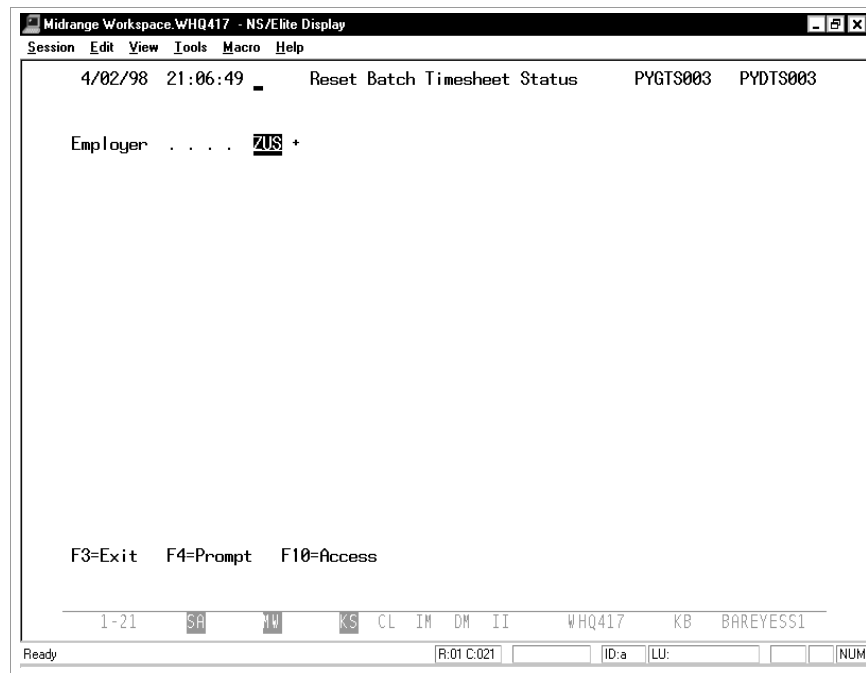 Midrange Workspace.WHQ417 - NS/Elite Display
Session Edit View Tools Macro Help
4/02/98 21:06:49 _ Reset Batch Timesheet Status PYGTS003 PYDTS003
Employer . . . . ZUS +
F3=Exit F4=Prompt F10=Access
1-21 SA MW KS CL IM DM II WHQ417 KB BAREYESS1
Ready R:01 C:021 ID:a LU: NUM